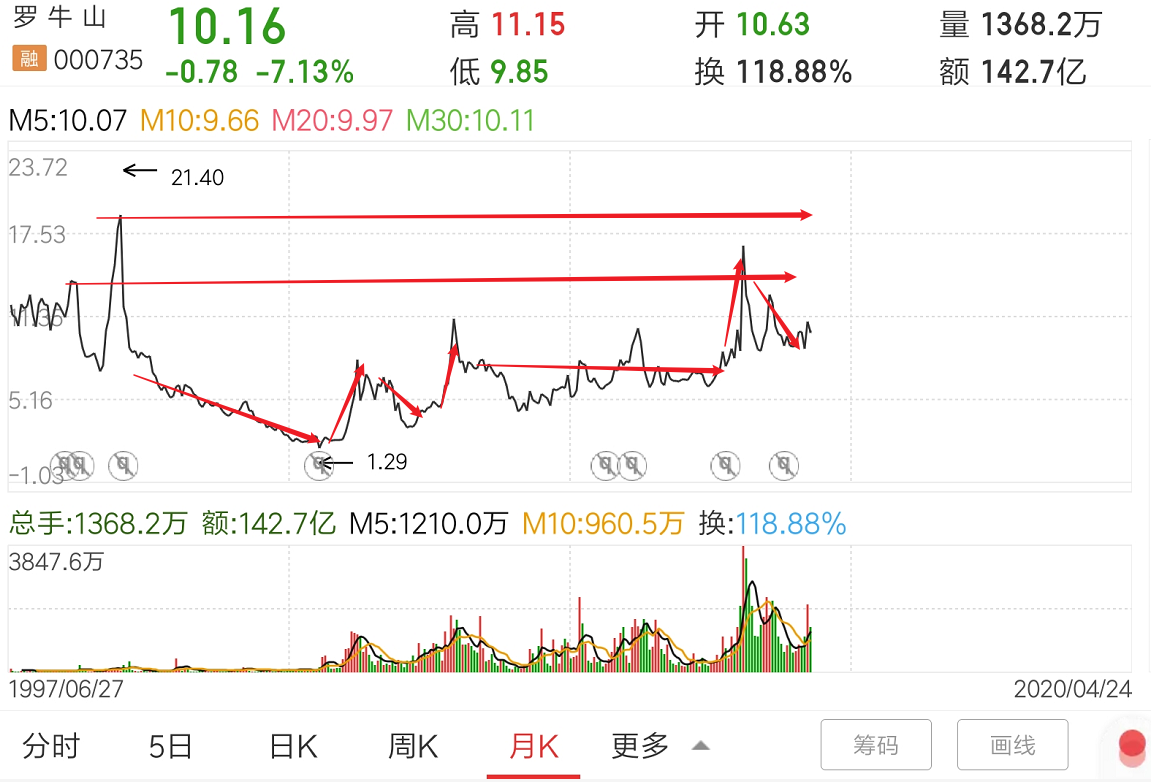 罗牛山 10.16 高 11.15 开 10.63 量 1368.2万
融 000735 -0.78 -7.13% 低 9.85 换 118.88% 额 142.7亿
M5:10.07 M10:9.66 M20:9.97 M30:10.11
23.72
21.40
17.53
11.35
5.16
1.29
-1.03
q q q q q q q q
总手:1368.2万 额:142.7亿 M5:1210.0万 M10:960.5万 换:118.88%
3847.6万
1997/06/27 2020/04/24
分时 5日 日K 周K 月K 更多 筹码 画线